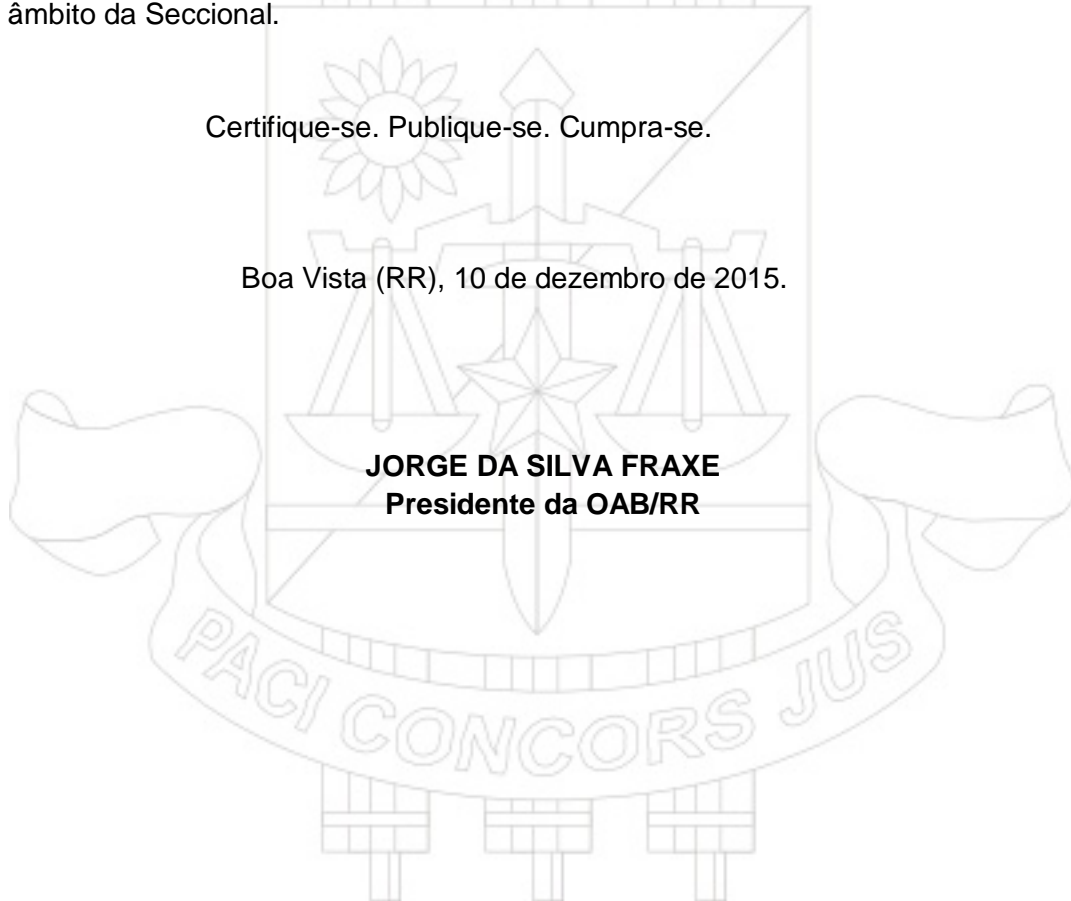 âmbito da Seccional.
Certifique-se. Publique-se. Cumpra-se.
Boa Vista (RR), 10 de dezembro de 2015.
JORGE DA SILVA FRAXE
Presidente da OAB/RR
PACI CONCORS JUS